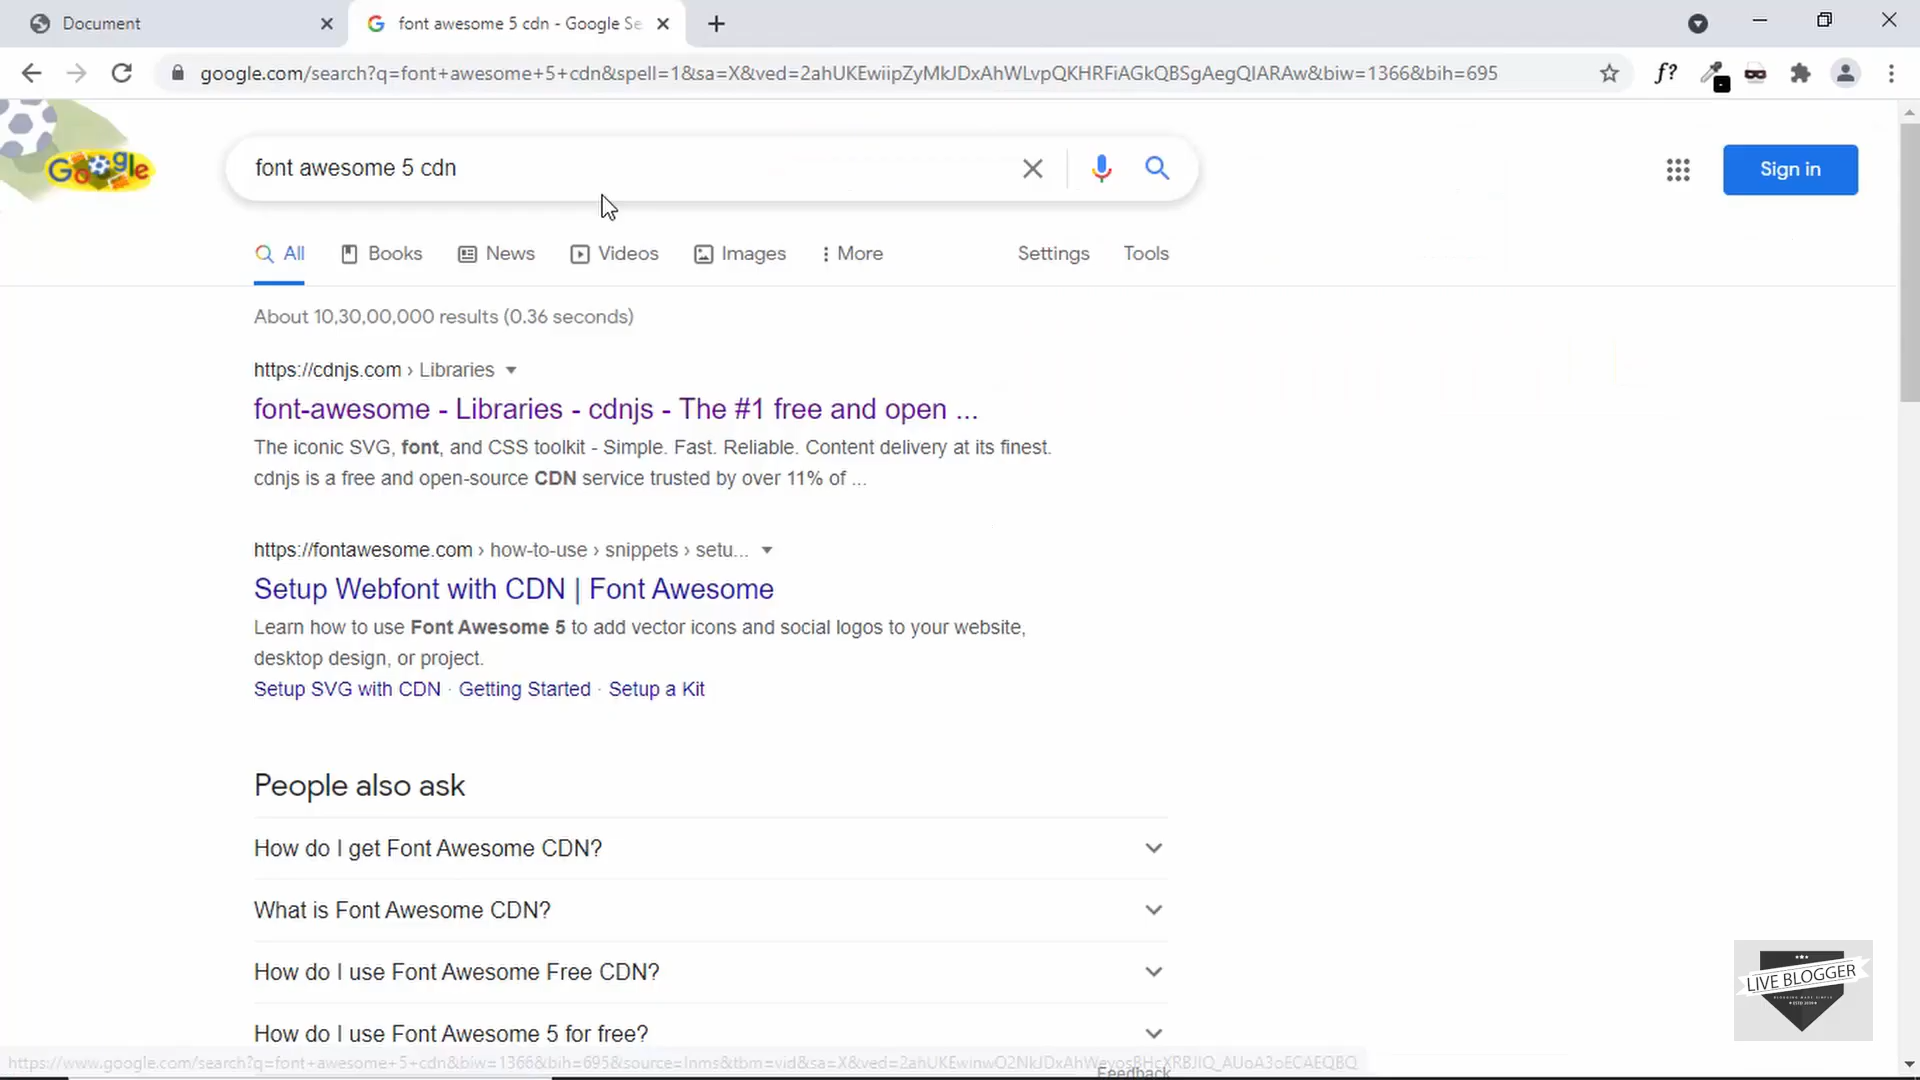 Document
font awesome 5 cdn - Google Se
google.com/search?q=font+awesome+5+cdn&spell=1&sa=X&ved=2ahUKEwiipZyMkJDxAhWLvpQKHRFiAGkQBSgAegQIARAw&biw=1366&bih=695
f?
Google
font awesome 5 cdn
Sign in
All
Books
News
Videos
Images
More
Settings
Tools
About 10,30,00,000 results (0.36 seconds)
https://cdnjs.com › Libraries
font-awesome - Libraries - cdnjs - The #1 free and open ...
The iconic SVG, font, and CSS toolkit - Simple. Fast. Reliable. Content delivery at its finest.
cdnjs is a free and open-source CDN service trusted by over 11% of ...
https://fontawesome.com › how-to-use › snippets › setu...
Setup Webfont with CDN | Font Awesome
Learn how to use Font Awesome 5 to add vector icons and social logos to your website,
desktop design, or project.
Setup SVG with CDN · Getting Started · Setup a Kit
People also ask
How do I get Font Awesome CDN?
What is Font Awesome CDN?
How do I use Font Awesome Free CDN?
How do I use Font Awesome 5 for free?
LIVE BLOGGER
Feedback